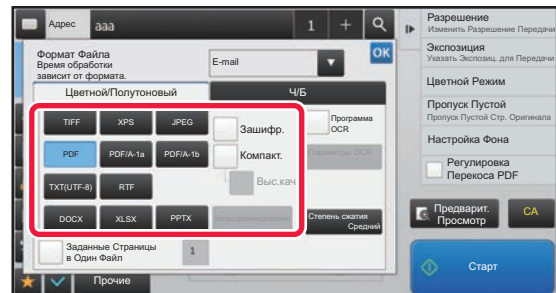 Адрес
aaa
1
Формат Файла
Время обработки
зависит от формата.
E-mail
OK
Цветной/Полутоновый
Ч/Б
TIFF
XPS
JPEG
Зашифр.
Программа
OCR
PDF
PDF/A-1a
PDF/A-1b
Компакт.
Параметры OCR
TXT(UTF-8)
RTF
Выс.кач
DOCX
XLSX
PPTX
Степень сжатия
Средний
Заданные Страницы
в Один Файл
1
Прочие
Разрешение
Изменить Разрешение Передачи
Экспозиция
Указать Экспозиц. для Передачи
Цветной Режим
Пропуск Пустой
Пропуск Пустой Стр. Оригинала
Настройка Фона
Регулировка
Перекоса PDF
Предварит.
Просмотр
CA
Старт